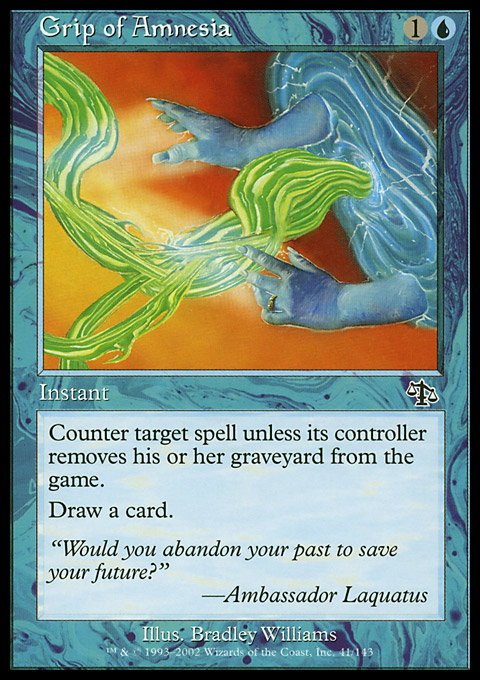 Grip of Amnesia 1
Instant
Counter target spell unless its controller
removes his or her graveyard from the
game.
Draw a card.
“Would you abandon your past to save
your future?”
—Ambassador Laquatus
Illus. Bradley Williams
™ & © 1993–2002 Wizards of the Coast, Inc. 41/143